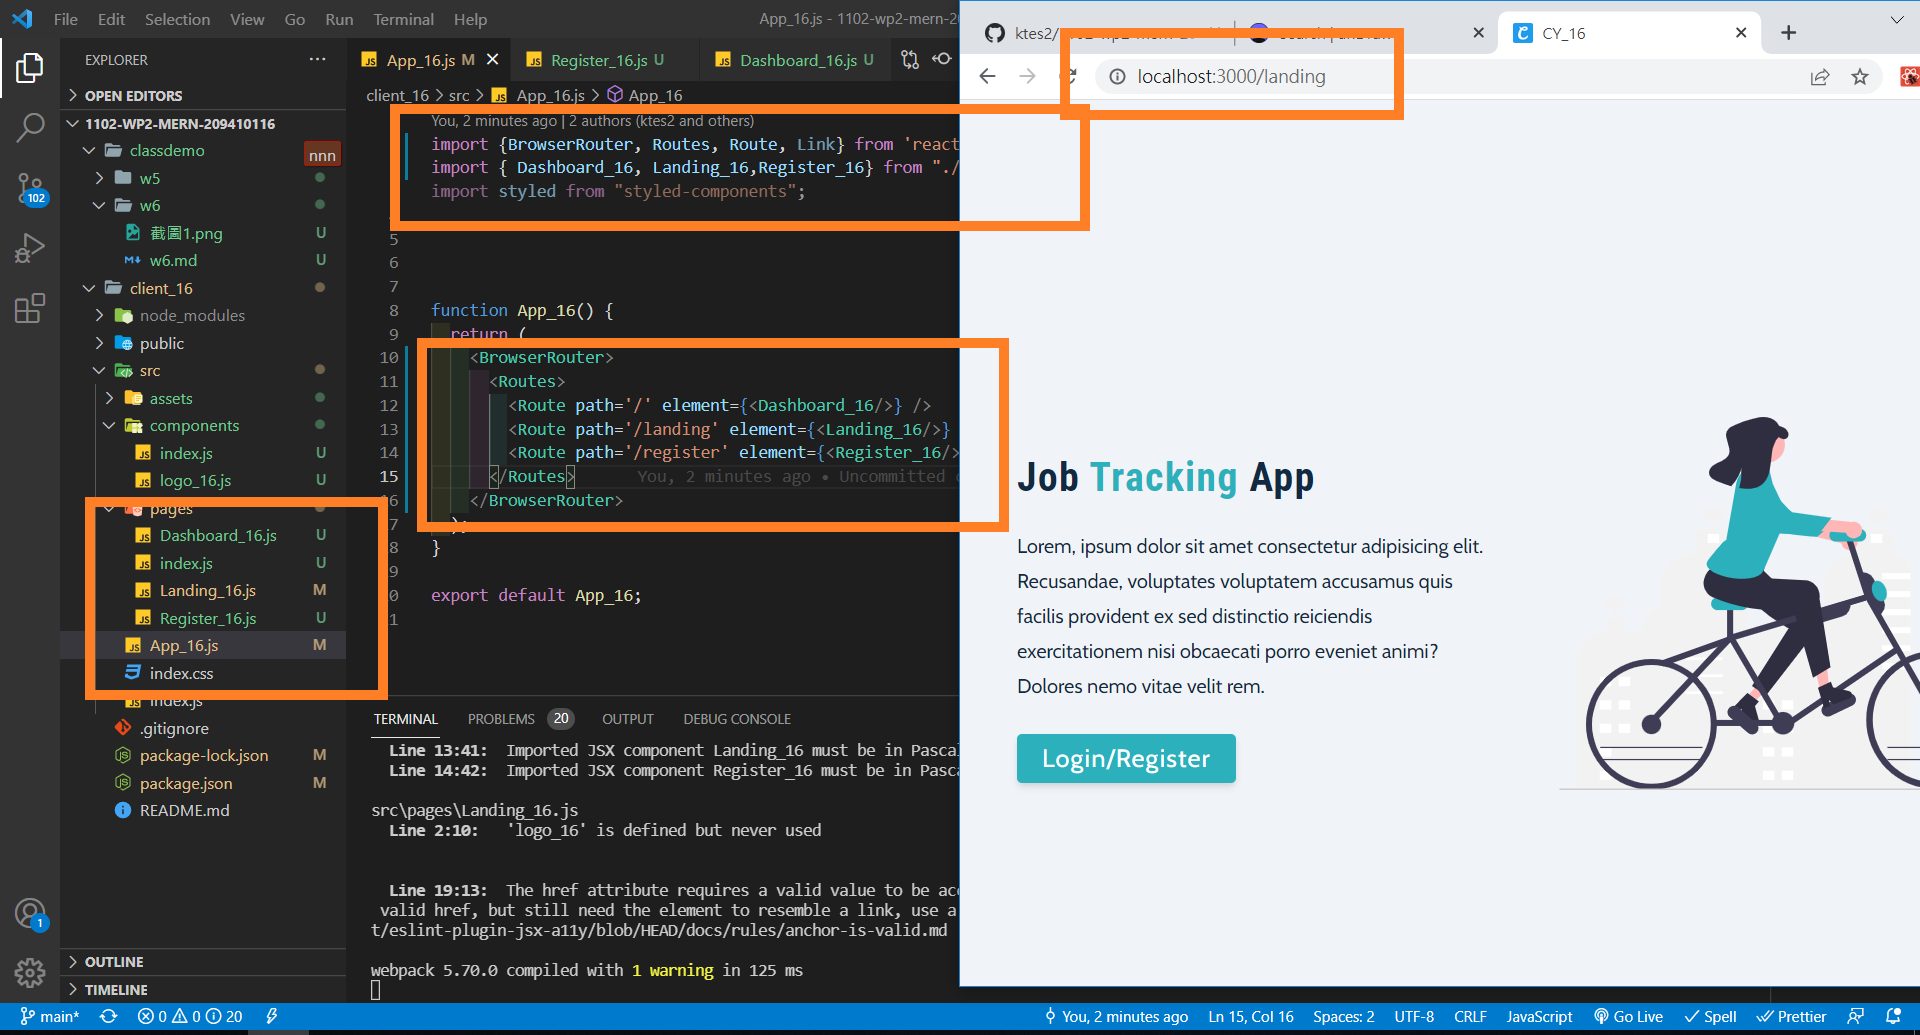 File Edit Selection View Go Run Terminal Help
App_16.js - 1102-wp2-mern-20
EXPLORER
OPEN EDITORS
1102-WP2-MERN-209410116
classdemo
nnn
w5
w6
截圖1.png U
w6.md U
client_16
node_modules
public
src
assets
components
index.js U
logo_16.js U
pages
Dashboard_16.js U
index.js U
Landing_16.js M
Register_16.js U
App_16.js M
index.css
index.js
.gitignore
package-lock.json M
package.json M
README.md
OUTLINE
TIMELINE
102
1
App_16.js M
Register_16.js U
Dashboard_16.js U
client_16 > src > App_16.js > App_16
You, 2 minutes ago | 2 authors (ktes2 and others)
import {BrowserRouter, Routes, Route, Link} from 'react
import { Dashboard_16, Landing_16,Register_16} from "./
import styled from "styled-components";
5
6
7
8 function App_16() {
9 return (
10 <BrowserRouter>
11 <Routes>
12 <Route path='/' element={<Dashboard_16/>} />
13 <Route path='/landing' element={<Landing_16/>}
14 <Route path='/register' element={<Register_16/>
15 </Routes> You, 2 minutes ago • Uncommitted c
6 </BrowserRouter>
7 );
8 }
9
0 export default App_16;
1
TERMINAL PROBLEMS 20 OUTPUT DEBUG CONSOLE
Line 13:41: Imported JSX component Landing_16 must be in Pascal
Line 14:42: Imported JSX component Register_16 must be in Pasca
src\pages\Landing_16.js
Line 2:10: 'logo_16' is defined but never used
Line 19:13: The href attribute requires a valid value to be acc
valid href, but still need the element to resemble a link, use a
t/eslint-plugin-jsx-a11y/blob/HEAD/docs/rules/anchor-is-valid.md
webpack 5.70.0 compiled with 1 warning in 125 ms
ktes2/
CY_16
localhost:3000/landing
Job Tracking App
Lorem, ipsum dolor sit amet consectetur adipisicing elit.
Recusandae, voluptates voluptatem accusamus quis
facilis provident ex sed distinctio reiciendis
exercitationem nisi obcaecati porro eveniet animi?
Dolores nemo vitae velit rem.
Login/Register
main* 0 0 20
You, 2 minutes ago Ln 15, Col 16 Spaces: 2 UTF-8 CRLF JavaScript Go Live Spell Prettier